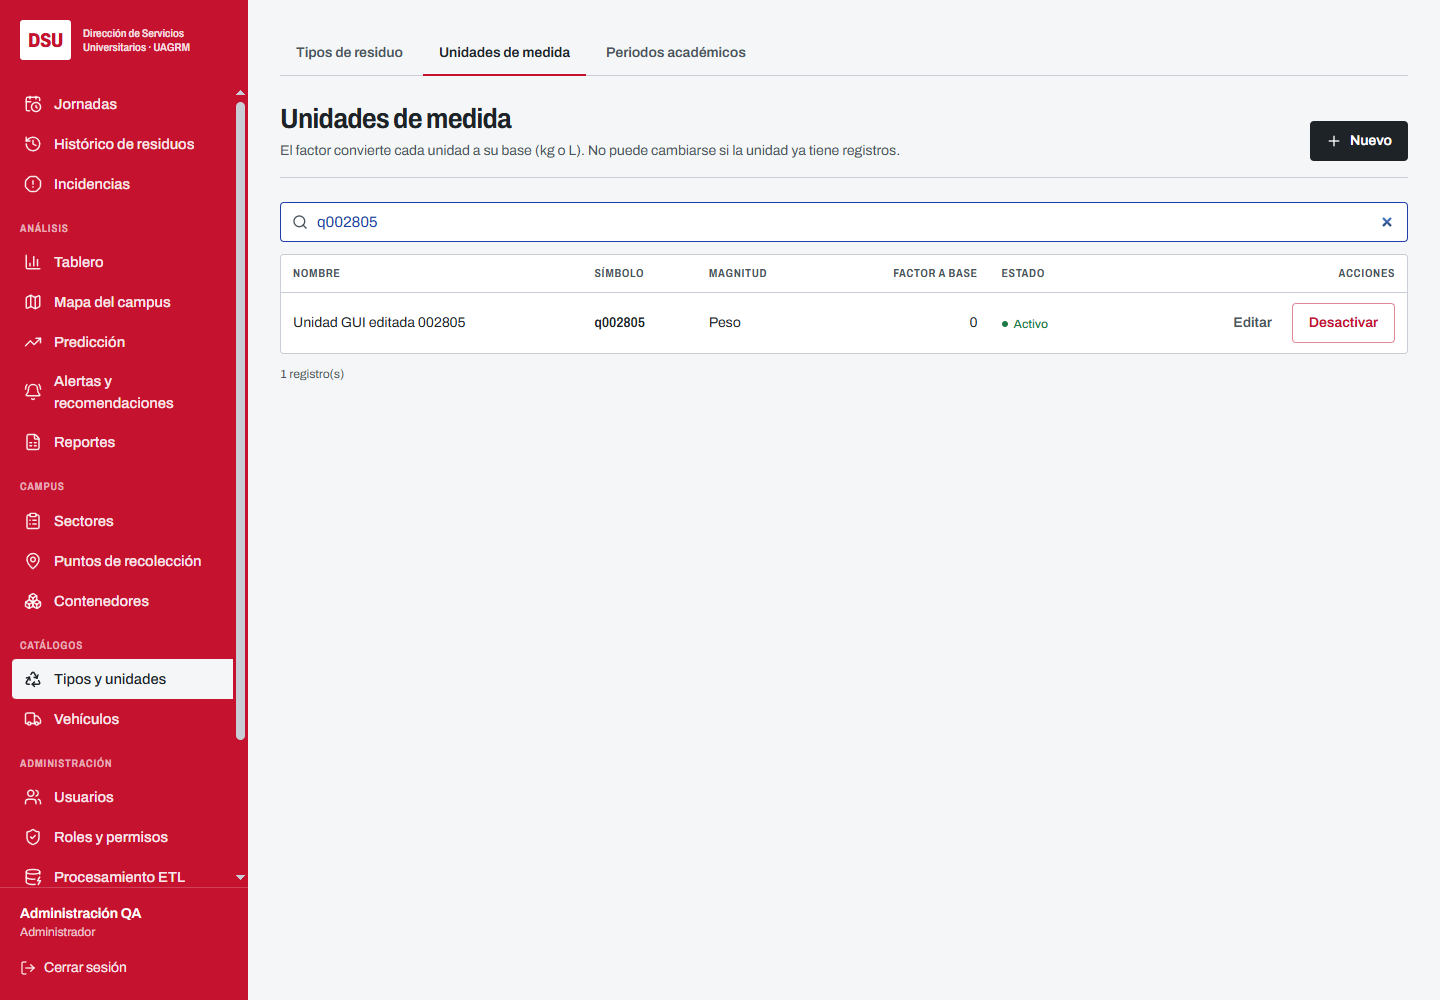 DSU
Dirección de Servicios
Universitarios · UAGRM
Jornadas
Histórico de residuos
Incidencias
ANÁLISIS
Tablero
Mapa del campus
Predicción
Alertas y
recomendaciones
Reportes
CAMPUS
Sectores
Puntos de recolección
Contenedores
CATÁLOGOS
Tipos y unidades
Vehículos
ADMINISTRACIÓN
Usuarios
Roles y permisos
Procesamiento ETL
Administración QA
Administrador
Cerrar sesión
Tipos de residuo Unidades de medida Periodos académicos
Unidades de medida
El factor convierte cada unidad a su base (kg o L). No puede cambiarse si la unidad ya tiene registros.
Nuevo
q002805
NOMBRE SÍMBOLO MAGNITUD FACTOR A BASE ESTADO ACCIONES
Unidad GUI editada 002805 q002805 Peso 0 Activo Editar Desactivar
1 registro(s)